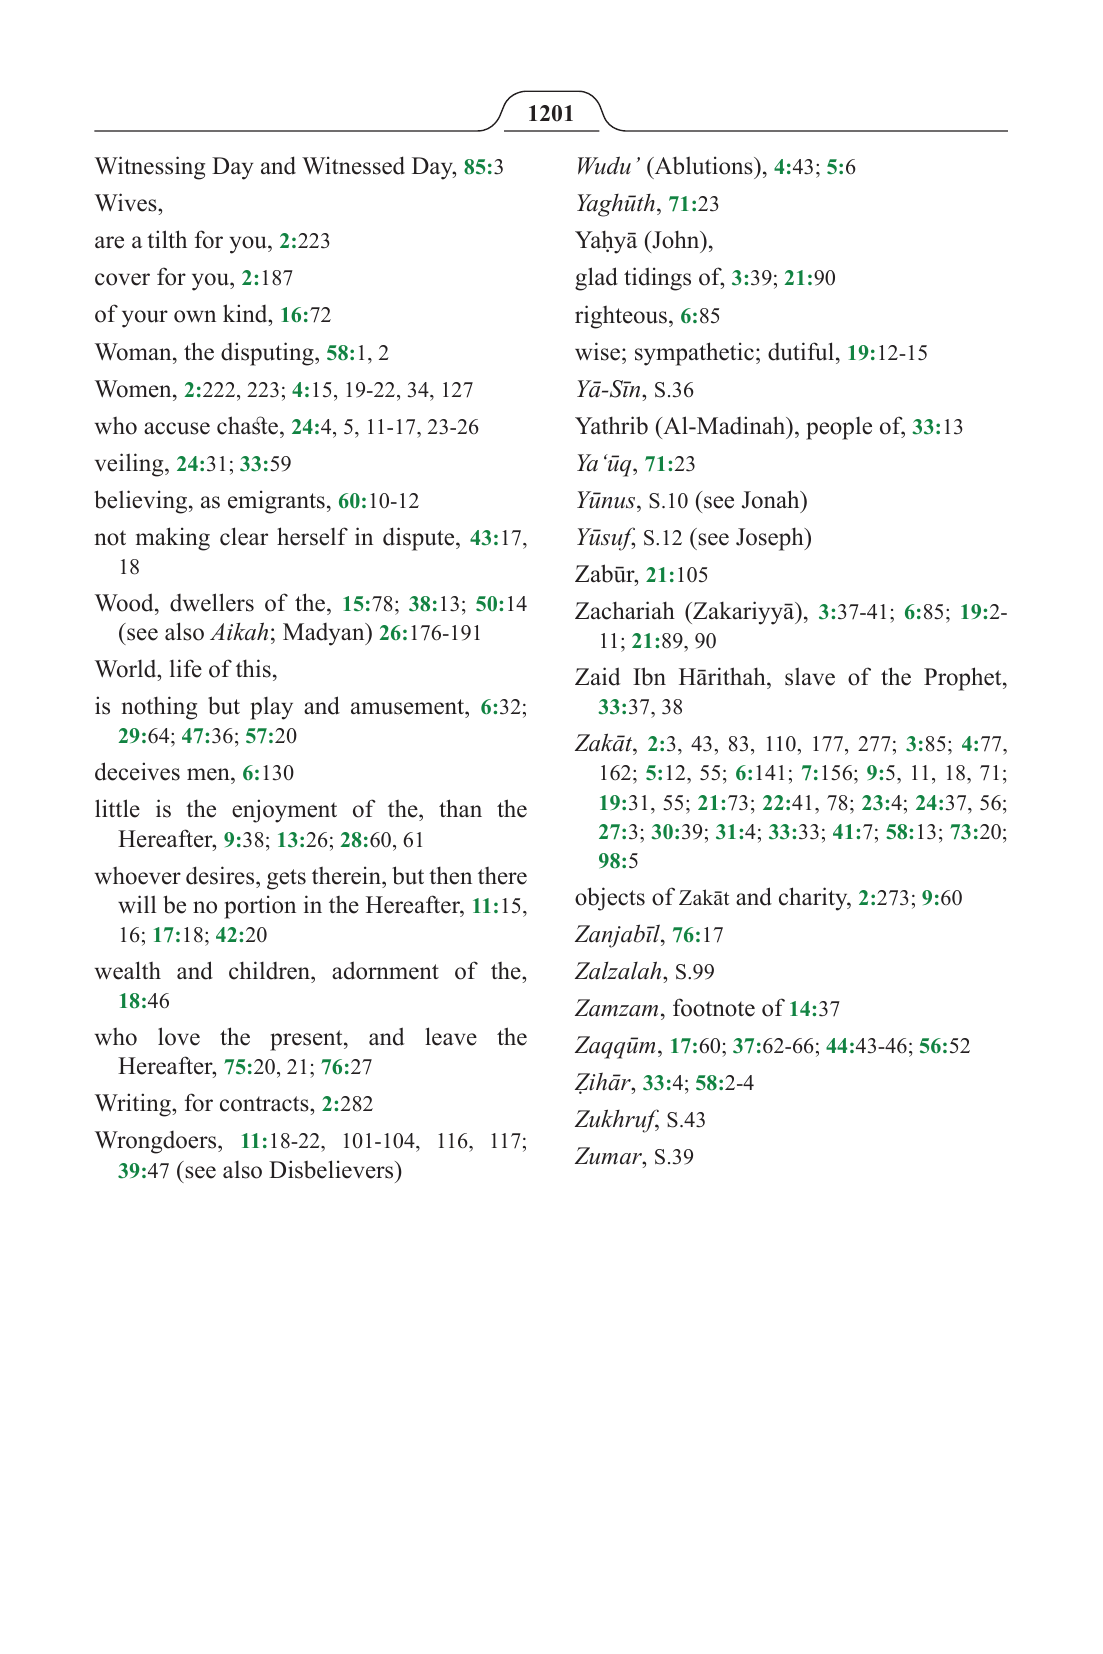 1201
Witnessing Day and Witnessed Day, 85:3
Wives,
are a tilth for you, 2:223
cover for you, 2:187
of your own kind, 16:72
Woman, the disputing, 58:1, 2
Women, 2:222, 223; 4:15, 19-22, 34, 127
who accuse chaste, 24:4, 5, 11-17, 23-26
veiling, 24:31; 33:59
believing, as emigrants, 60:10-12
not making clear herself in dispute, 43:17,
18
Wood, dwellers of the, 15:78; 38:13; 50:14
(see also Aikah; Madyan) 26:176-191
World, life of this,
is nothing but play and amusement, 6:32;
29:64; 47:36; 57:20
deceives men, 6:130
little is the enjoyment of the, than the
Hereafter, 9:38; 13:26; 28:60, 61
whoever desires, gets therein, but then there
will be no portion in the Hereafter, 11:15,
16; 17:18; 42:20
wealth and children, adornment of the,
18:46
who love the present, and leave the
Hereafter, 75:20, 21; 76:27
Writing, for contracts, 2:282
Wrongdoers, 11:18-22, 101-104, 116, 117;
39:47 (see also Disbelievers)
Wudu’ (Ablutions), 4:43; 5:6
Yaghūth, 71:23
Yaḥyā (John),
glad tidings of, 3:39; 21:90
righteous, 6:85
wise; sympathetic; dutiful, 19:12-15
Yā-Sīn, S.36
Yathrib (Al-Madinah), people of, 33:13
Ya‘ūq, 71:23
Yūnus, S.10 (see Jonah)
Yūsuf, S.12 (see Joseph)
Zabūr, 21:105
Zachariah (Zakariyyā), 3:37-41; 6:85; 19:2-
11; 21:89, 90
Zaid Ibn Hārithah, slave of the Prophet,
33:37, 38
Zakāt, 2:3, 43, 83, 110, 177, 277; 3:85; 4:77,
162; 5:12, 55; 6:141; 7:156; 9:5, 11, 18, 71;
19:31, 55; 21:73; 22:41, 78; 23:4; 24:37, 56;
27:3; 30:39; 31:4; 33:33; 41:7; 58:13; 73:20;
98:5
objects of Zakāt and charity, 2:273; 9:60
Zanjabīl, 76:17
Zalzalah, S.99
Zamzam, footnote of 14:37
Zaqqūm, 17:60; 37:62-66; 44:43-46; 56:52
Ẓihār, 33:4; 58:2-4
Zukhruf, S.43
Zumar, S.39